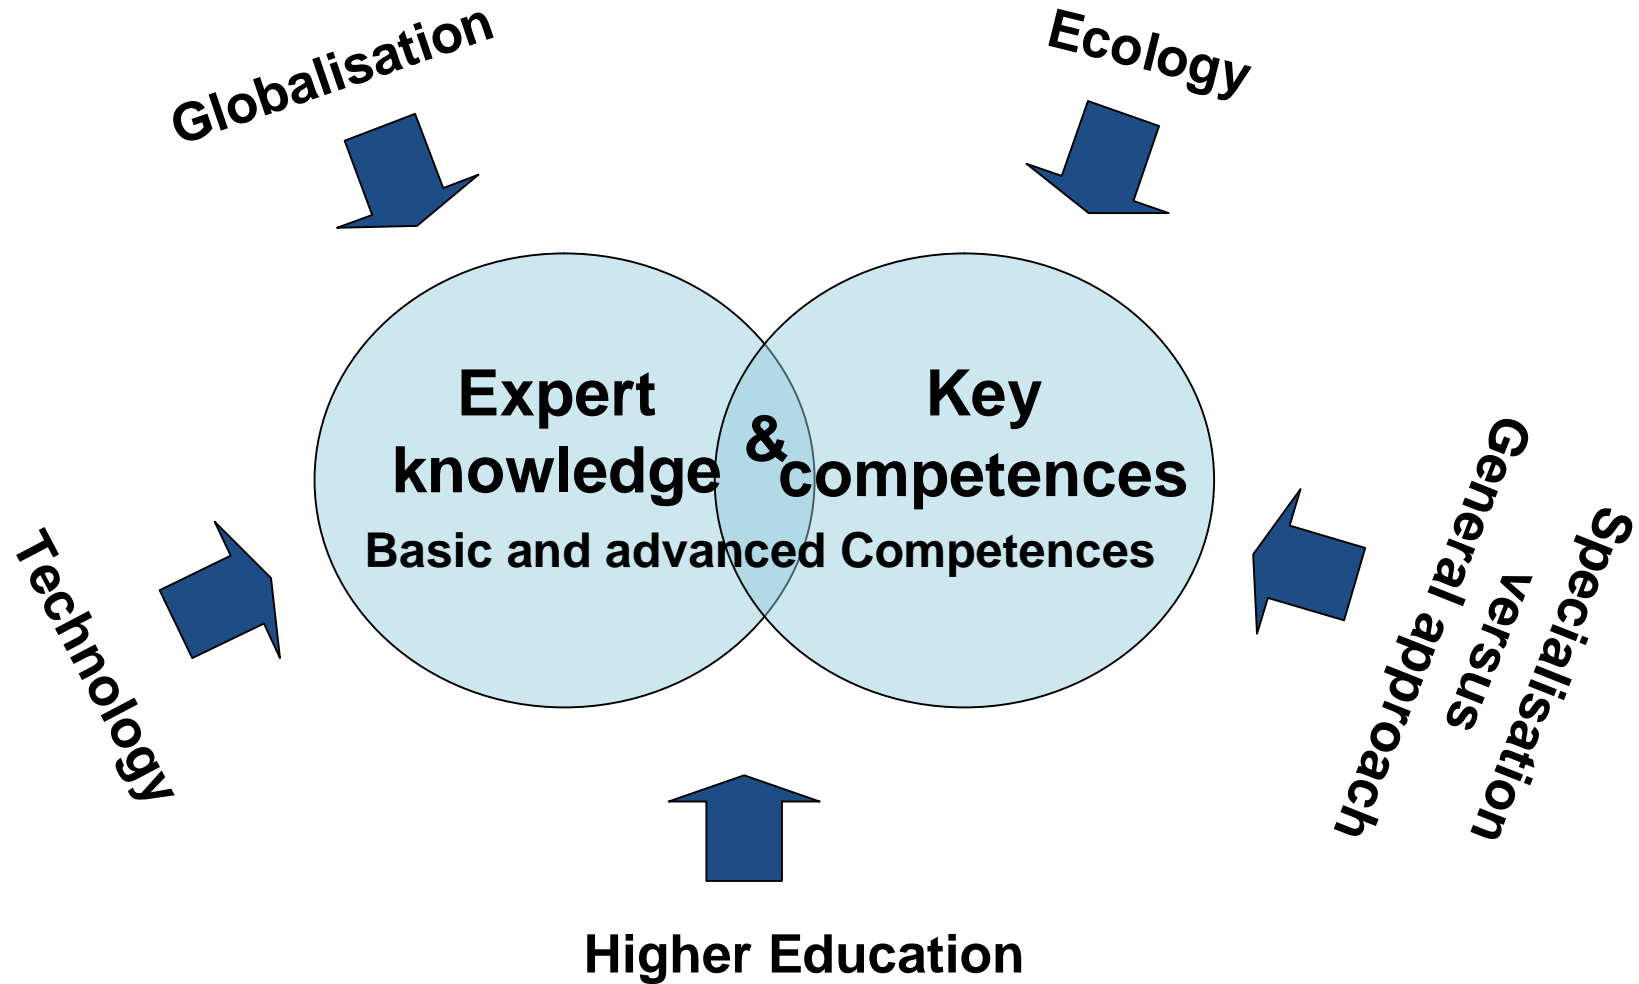 Globalisation
Ecology
Expert
knowledge
&
Key
competences
Basic and advanced Competences
Technology
Specialisation
versus
General approach
Higher Education